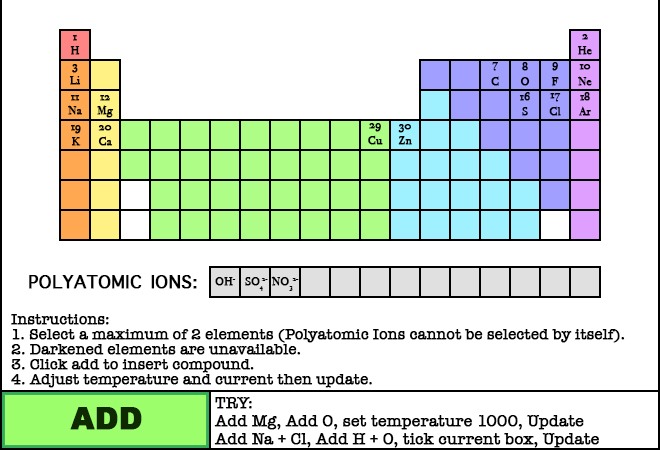 1 2
H He
3 7 8 9 10
Li C O F Ne
11 12 16 17 18
Na Mg S Cl Ar
19 20 29 30
K Ca Cu Zn
POLYATOMIC IONS: OH⁻ SO₄²⁻ NO₃²⁻
Instructions:
1. Select a maximum of 2 elements (Polyatomic Ions cannot be selected by itself).
2. Darkened elements are unavailable.
3. Click add to insert compound.
4. Adjust temperature and current then update.
ADD
TRY:
Add Mg, Add O, set temperature 1000, Update
Add Na + Cl, Add H + O, tick current box, Update